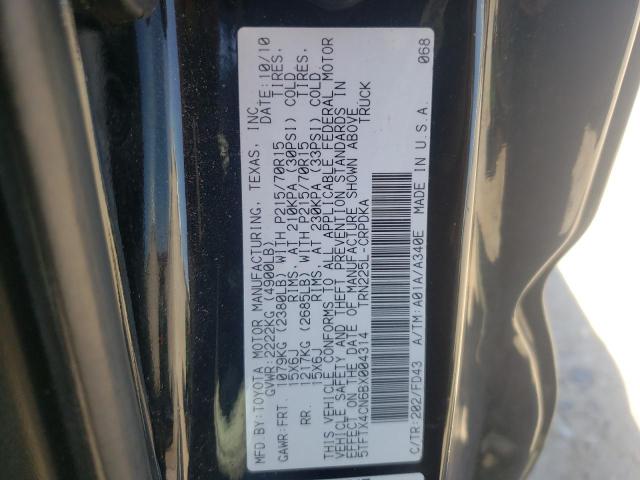 MFD.BY:TOYOTA MOTOR MANUFACTURING, TEXAS, INC.
GVWR:2222KG (4900LB) DATE:10/10
GAWR:FRT. 1079KG (2380LB) WITH P215/70R15 TIRES,
15X6J RIMS, AT 210KPA (30PSI) COLD
RR. 1217KG (2685LB) WITH P215/70R15 TIRES,
15X6J RIMS, AT 230KPA (33PSI) COLD
THIS VEHICLE CONFORMS TO ALL APPLICABLE FEDERAL MOTOR
VEHICLE SAFETY AND THEFT PREVENTION STANDARDS IN
EFFECT ON THE DATE OF MANUFACTURE SHOWN ABOVE
5TFTX4CN6BX004314 TRN225L-CRPDKA TRUCK
C/TR:202/FD43 A/TM:A01A/A340E MADE IN U.S.A. 068